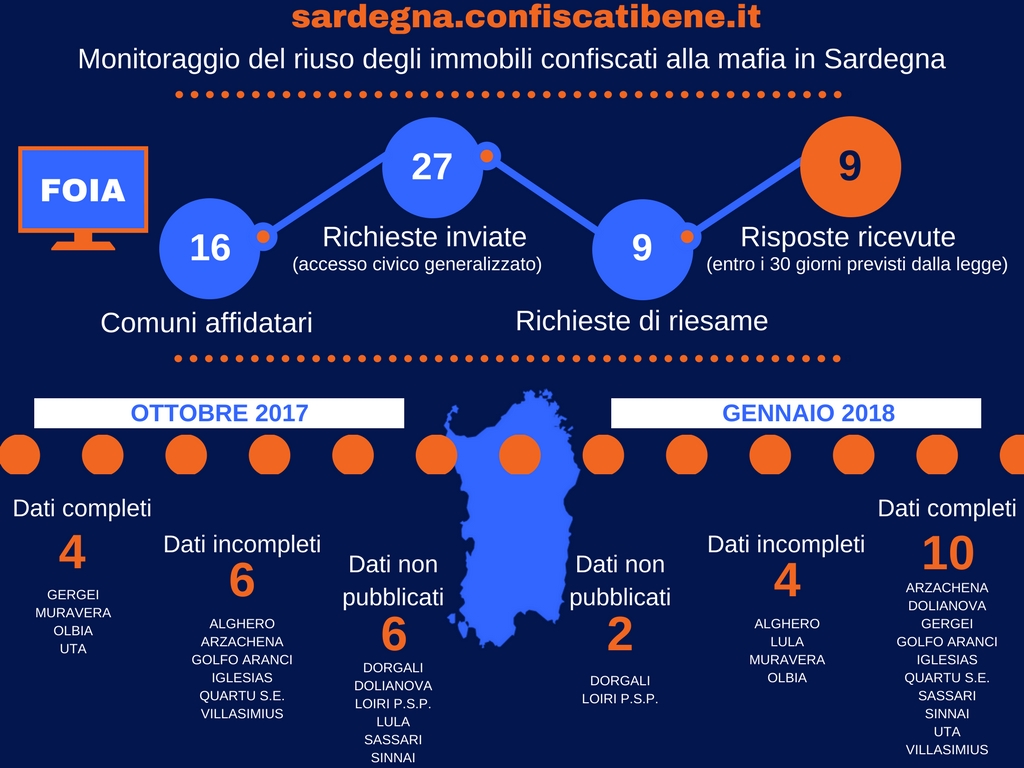 sardegna.confiscatibene.it
Monitoraggio del riuso degli immobili confiscati alla mafia in Sardegna
FOIA
16
Comuni affidatari
27
Richieste inviate
(accesso civico generalizzato)
9
Richieste di riesame
9
Risposte ricevute
(entro i 30 giorni previsti dalla legge)
OTTOBRE 2017
Dati completi
4
GERGEI
MURAVERA
OLBIA
UTA
Dati incompleti
6
ALGHERO
ARZACHENA
GOLFO ARANCI
IGLESIAS
QUARTU S.E.
VILLASIMIUS
Dati non
pubblicati
6
DORGALI
DOLIANOVA
LOIRI P.S.P.
LULA
SASSARI
SINNAI
GENNAIO 2018
Dati non
pubblicati
2
DORGALI
LOIRI P.S.P.
Dati incompleti
4
ALGHERO
LULA
MURAVERA
OLBIA
Dati completi
10
ARZACHENA
DOLIANOVA
GERGEI
GOLFO ARANCI
IGLESIAS
QUARTU S.E.
SASSARI
SINNAI
UTA
VILLASIMIUS